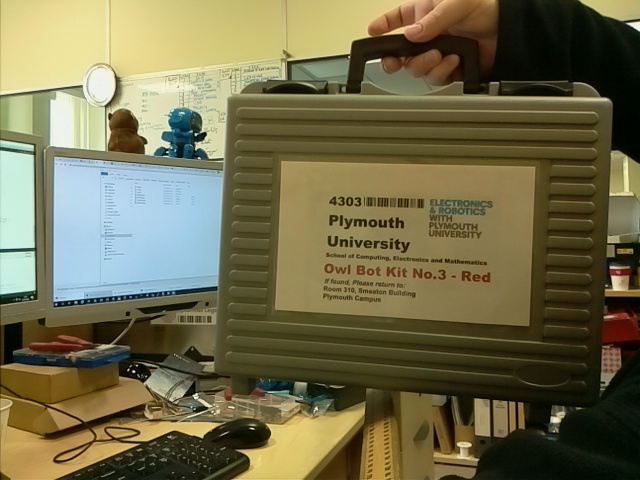 4303
ELECTRONICS
& ROBOTICS
WITH
PLYMOUTH
UNIVERSITY
Plymouth
University
School of Computing, Electronics and Mathematics
Owl Bot Kit No.3 - Red
If found, Please return to:
Room 310, Smeaton Building
Plymouth Campus